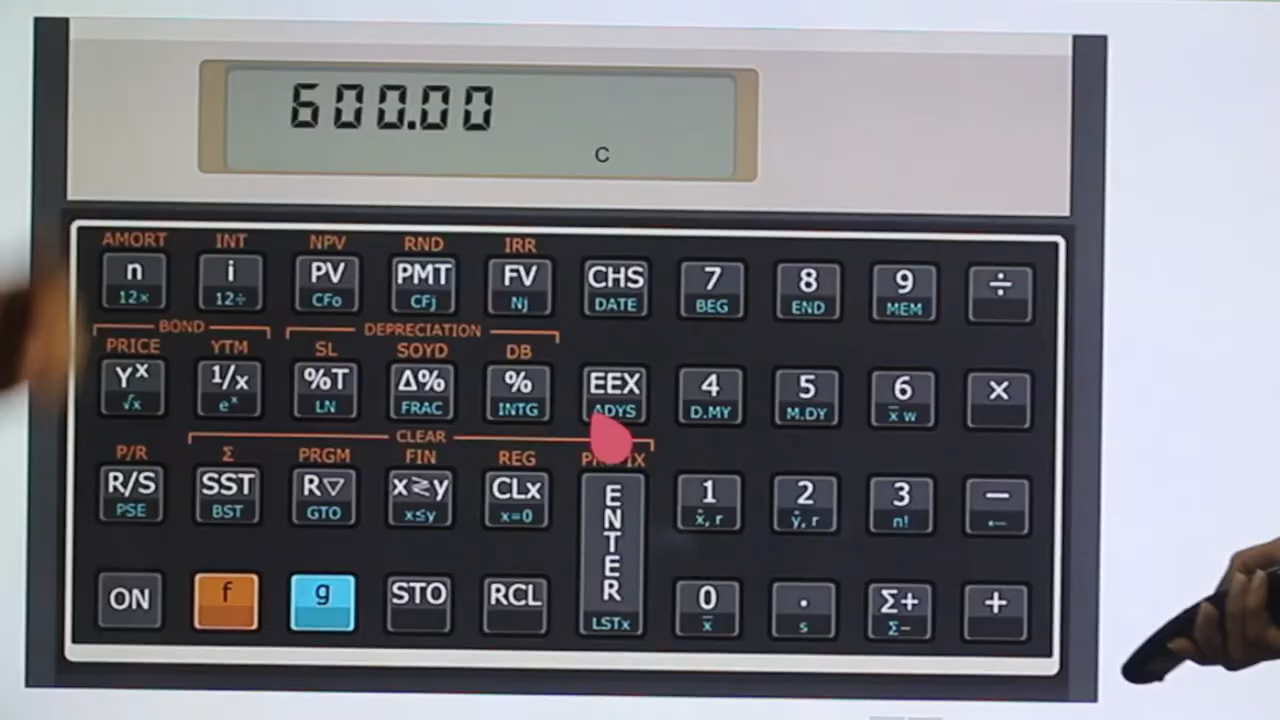 600.00
C
AMORT INT NPV RND IRR
n i PV PMT FV CHS 7 8 9 ÷
12× 12÷ CFo CFj Nj DATE BEG END MEM
BOND DEPRECIATION
PRICE YTM SL SOYD DB
Yˣ 1/x %T Δ% % EEX 4 5 6 ×
√x eˣ LN FRAC INTG ΔDYS D.MY M.DY x̄ w
CLEAR
P/R Σ PRGM FIN REG
R/S SST R▽ x≷y CLx ENTER 1 2 3 −
PSE BST GTO x≤y x=0 x̂, r ŷ, r n! ←
ON f g STO RCL 0 . Σ+ +
LSTx x̄ s Σ−